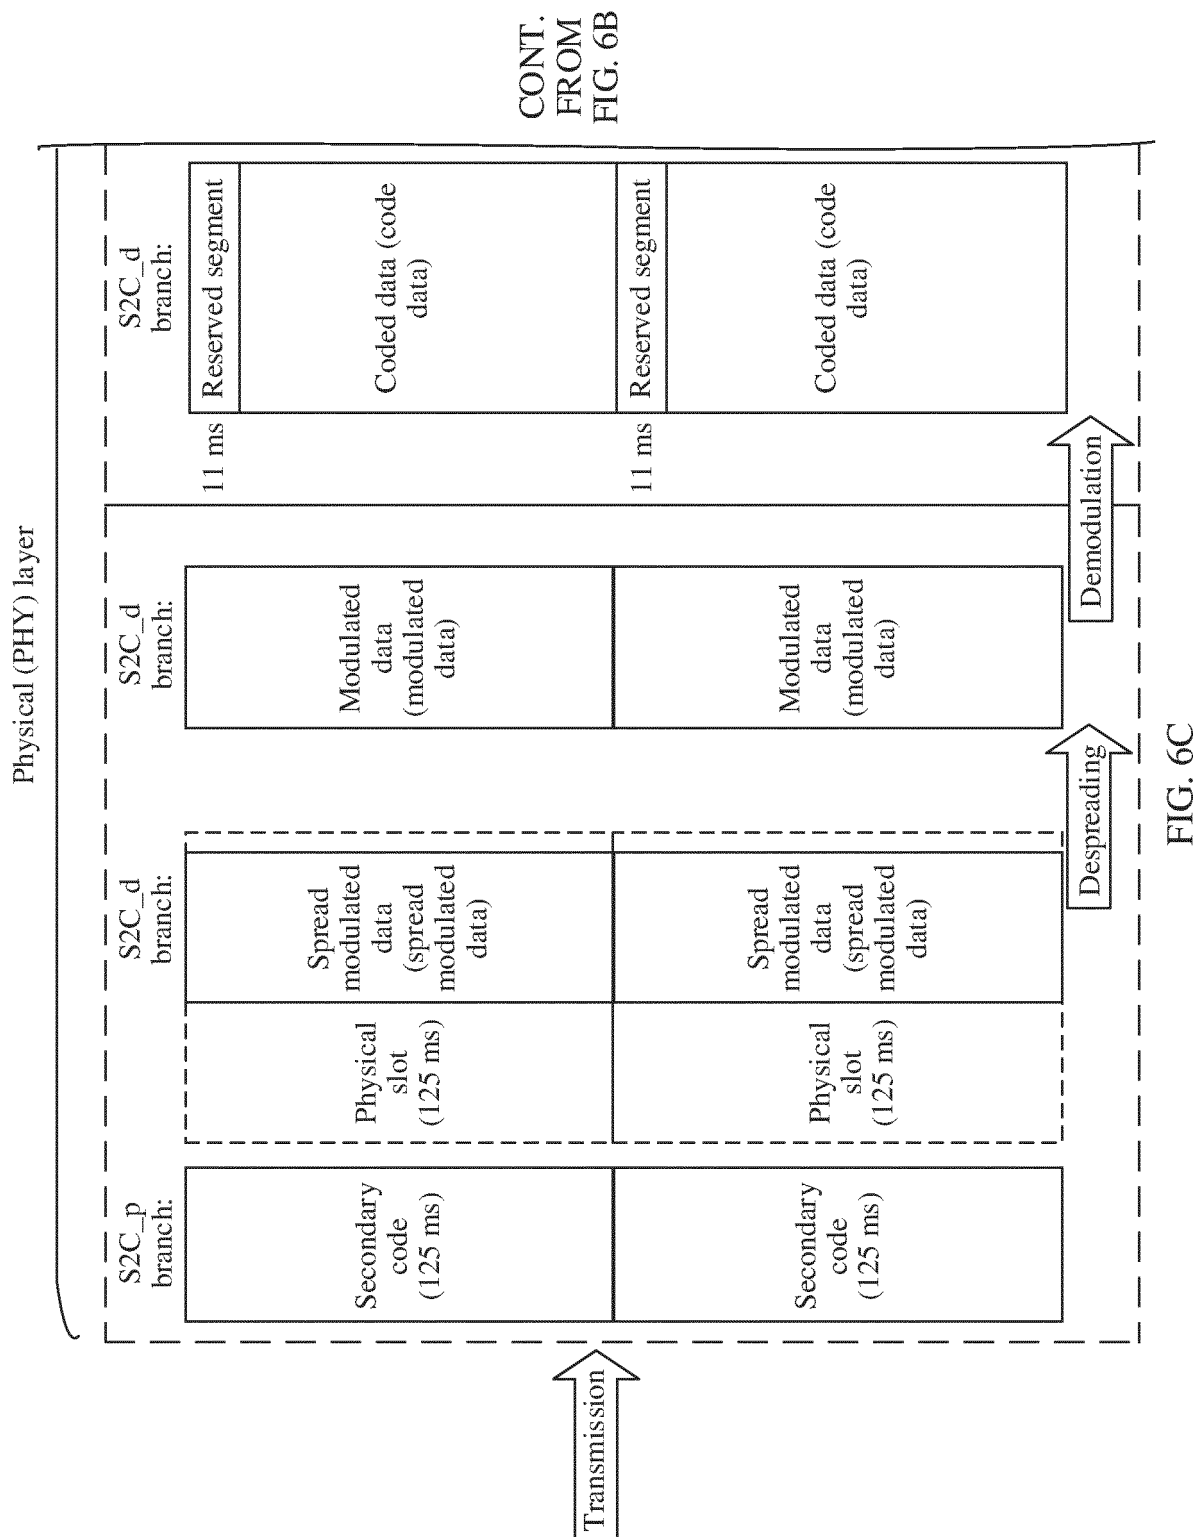 Physical (PHY) layer
S2C_p
branch:
Secondary
code
(125 ms)
Secondary
code
(125 ms)
Physical
slot
(125 ms)
Physical
slot
(125 ms)
S2C_d
branch:
Spread
modulated
data
(spread
modulated
data)
Spread
modulated
data
(spread
modulated
data)
S2C_d
branch:
Modulated
data
(modulated
data)
Modulated
data
(modulated
data)
S2C_d
branch:
11 ms
Reserved segment
Coded data (code
data)
11 ms
Reserved segment
Coded data (code
data)
Transmission
Despreading
Demodulation
CONT.
FROM
FIG. 6B
FIG. 6C